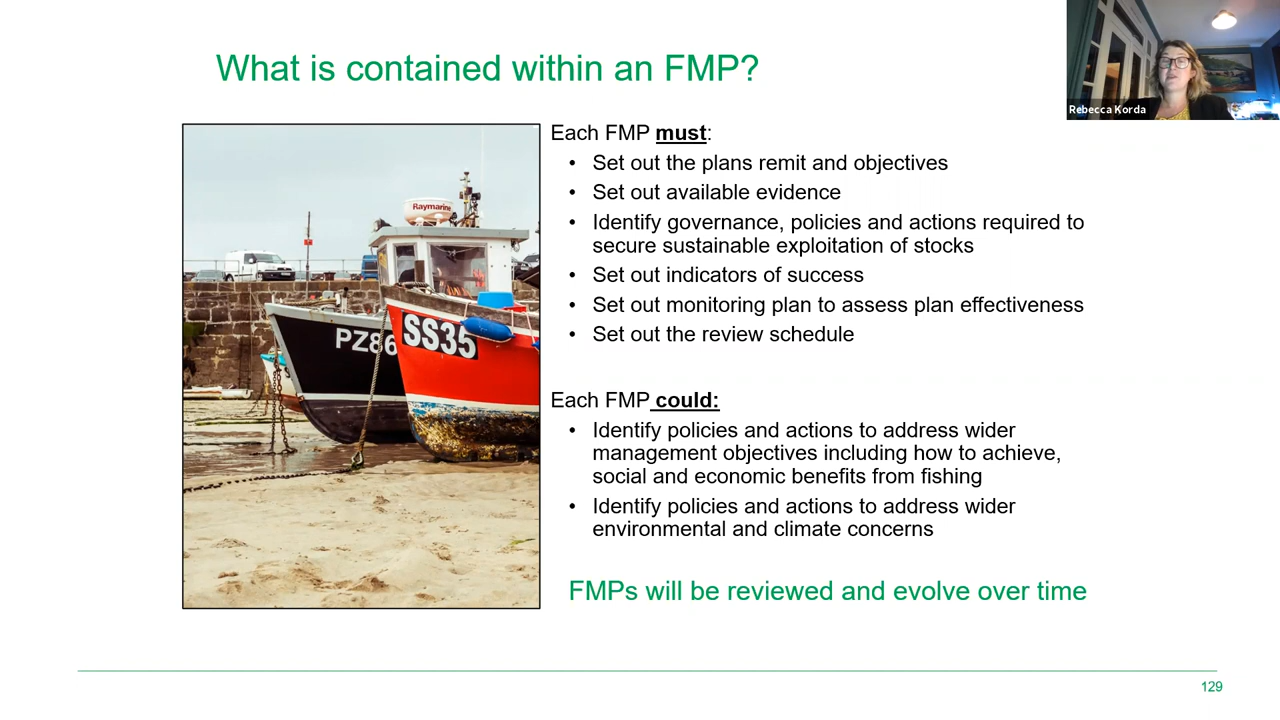 What is contained within an FMP?
Rebecca Korda
Each FMP must:
• Set out the plans remit and objectives
• Set out available evidence
• Identify governance, policies and actions required to
secure sustainable exploitation of stocks
• Set out indicators of success
• Set out monitoring plan to assess plan effectiveness
• Set out the review schedule
Raymarine
PZ86
SS35
Each FMP could:
• Identify policies and actions to address wider
management objectives including how to achieve,
social and economic benefits from fishing
• Identify policies and actions to address wider
environmental and climate concerns
FMPs will be reviewed and evolve over time
129